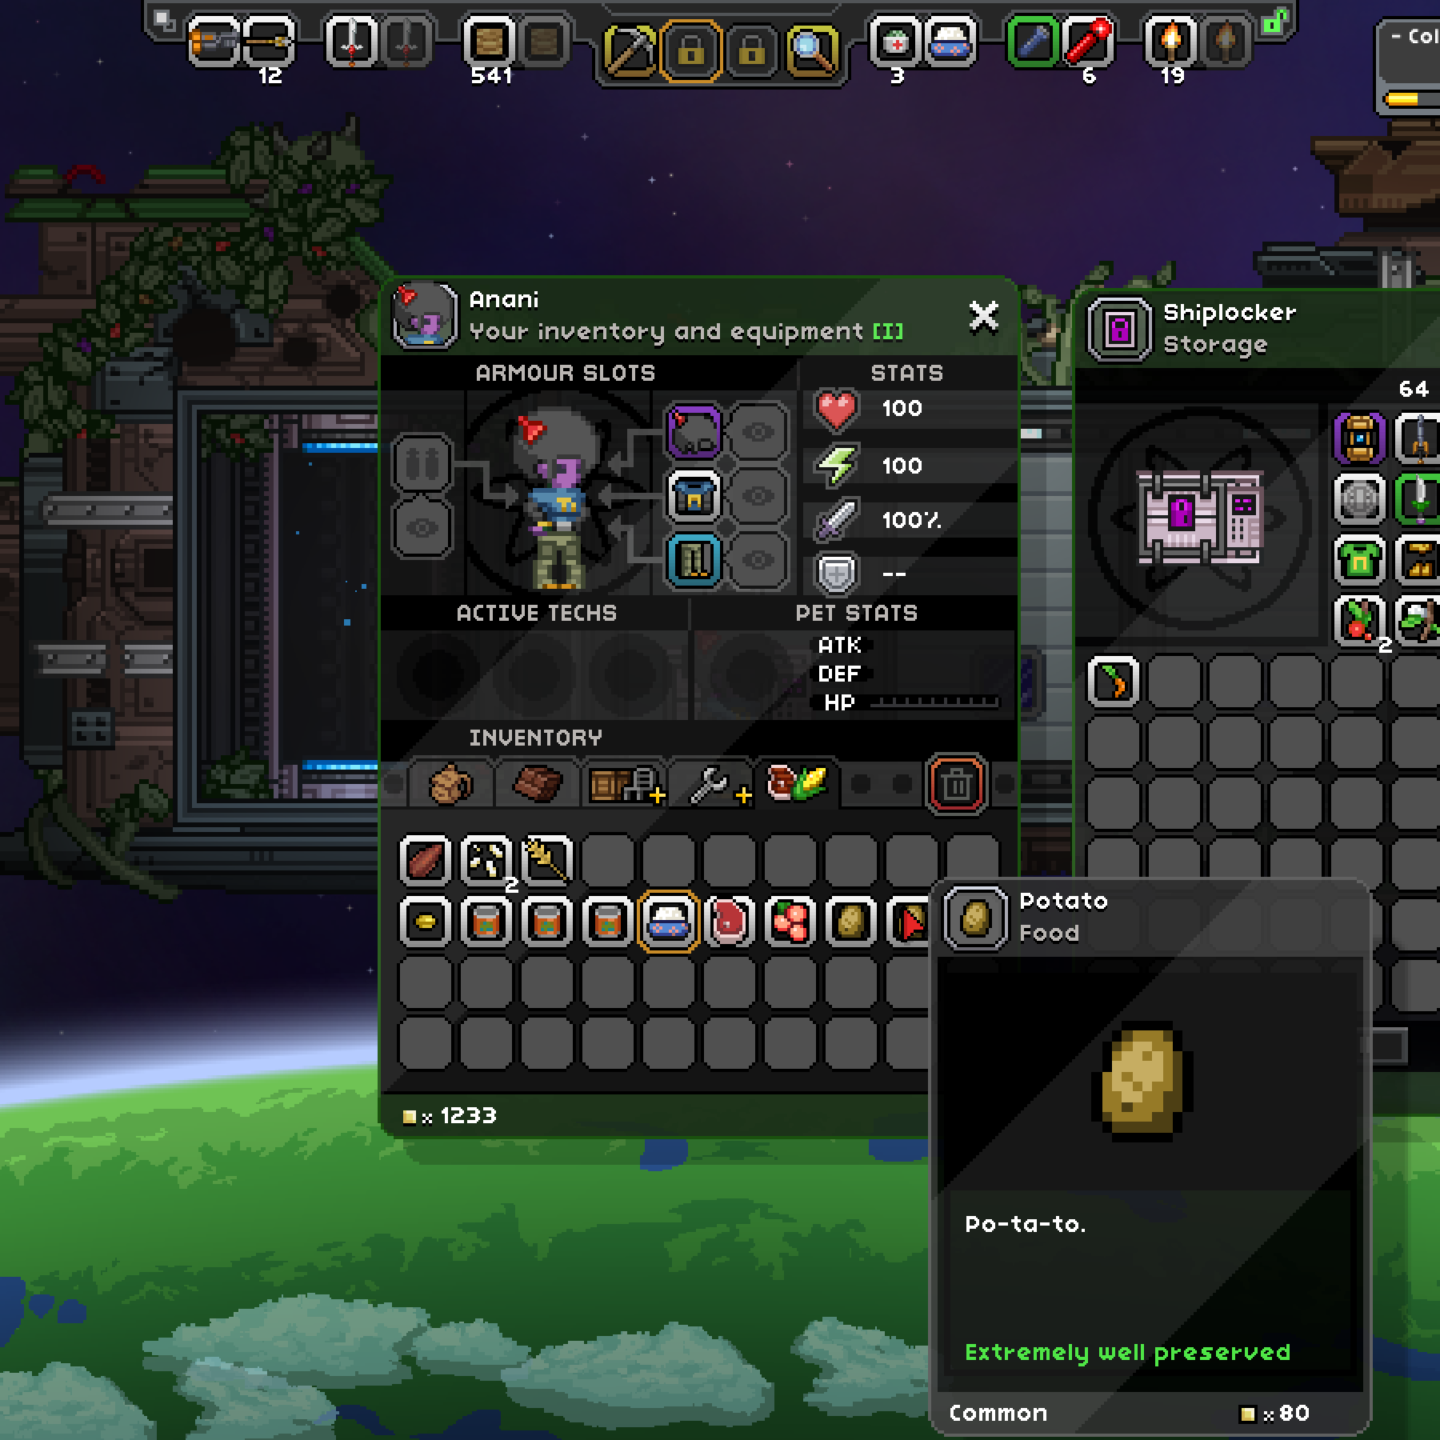 12
541
3
6
19
- Col
Anani
Your inventory and equipment [I]
ARMOUR SLOTS
STATS
100
100
100%
--
ACTIVE TECHS
PET STATS
ATK
DEF
HP
INVENTORY
2
x 1233
Shiplocker
Storage
64
2
Potato
Food
Po-ta-to.
Extremely well preserved
Common
x80